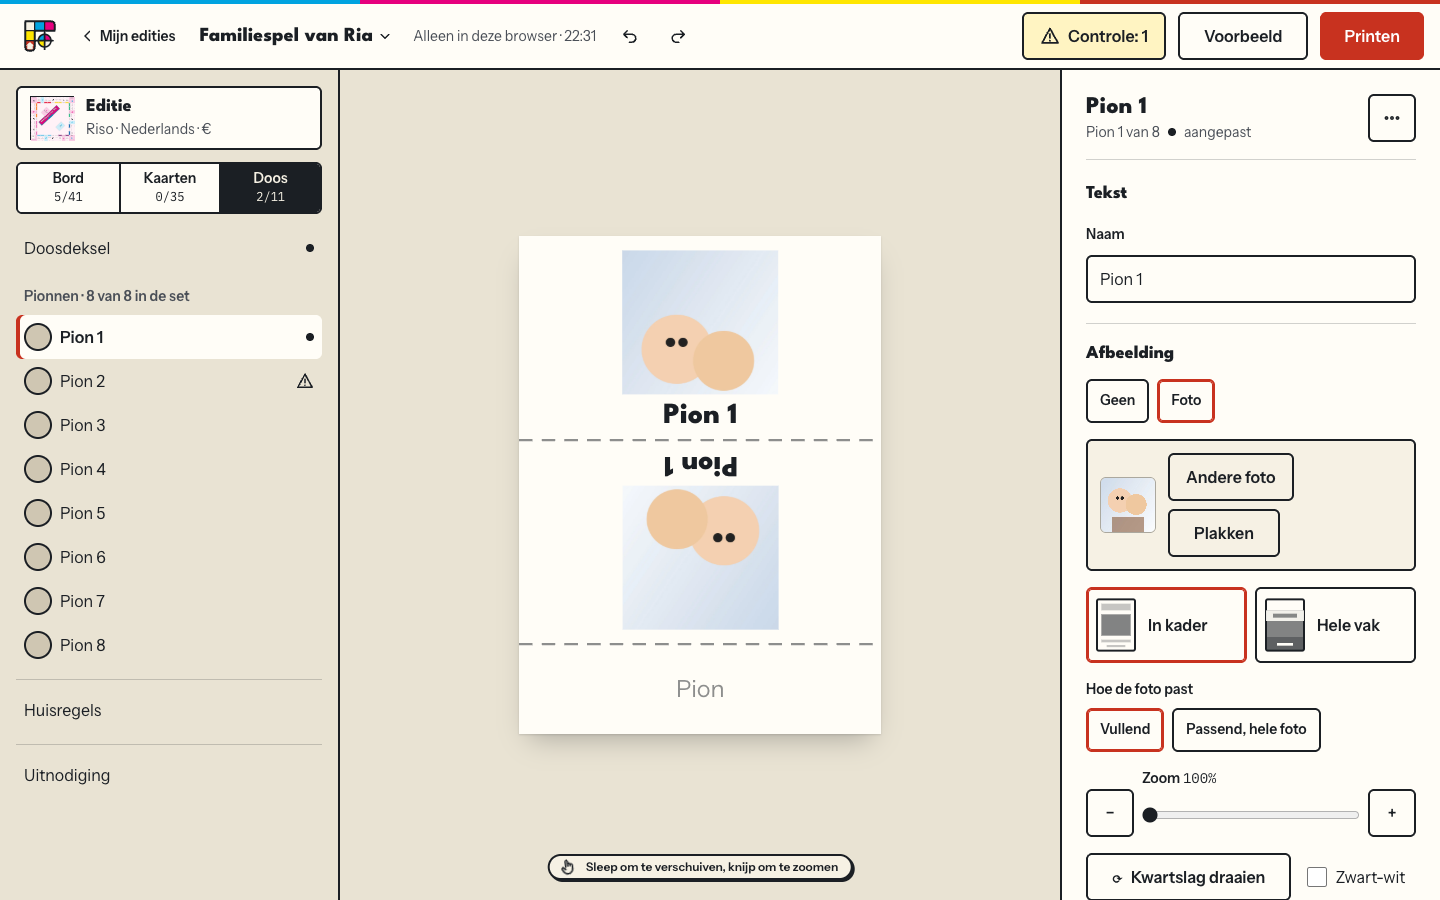 Mijn edities
Familiespel van Ria
Alleen in deze browser · 22:31
Controle: 1
Voorbeeld
Printen
Editie
Riso · Nederlands · €
Bord
5/41
Kaarten
0/35
Doos
2/11
Doosdeksel
Pionnen · 8 van 8 in de set
Pion 1
Pion 2
Pion 3
Pion 4
Pion 5
Pion 6
Pion 7
Pion 8
Huisregels
Uitnodiging
Pion 1
Pion 1
Pion
Sleep om te verschuiven, knijp om te zoomen
Pion 1
Pion 1 van 8 ● aangepast
Tekst
Naam
Pion 1
Afbeelding
Geen
Foto
Andere foto
Plakken
In kader
Hele vak
Hoe de foto past
Vullend
Passend, hele foto
Zoom 100%
−
+
Kwartslag draaien
Zwart-wit